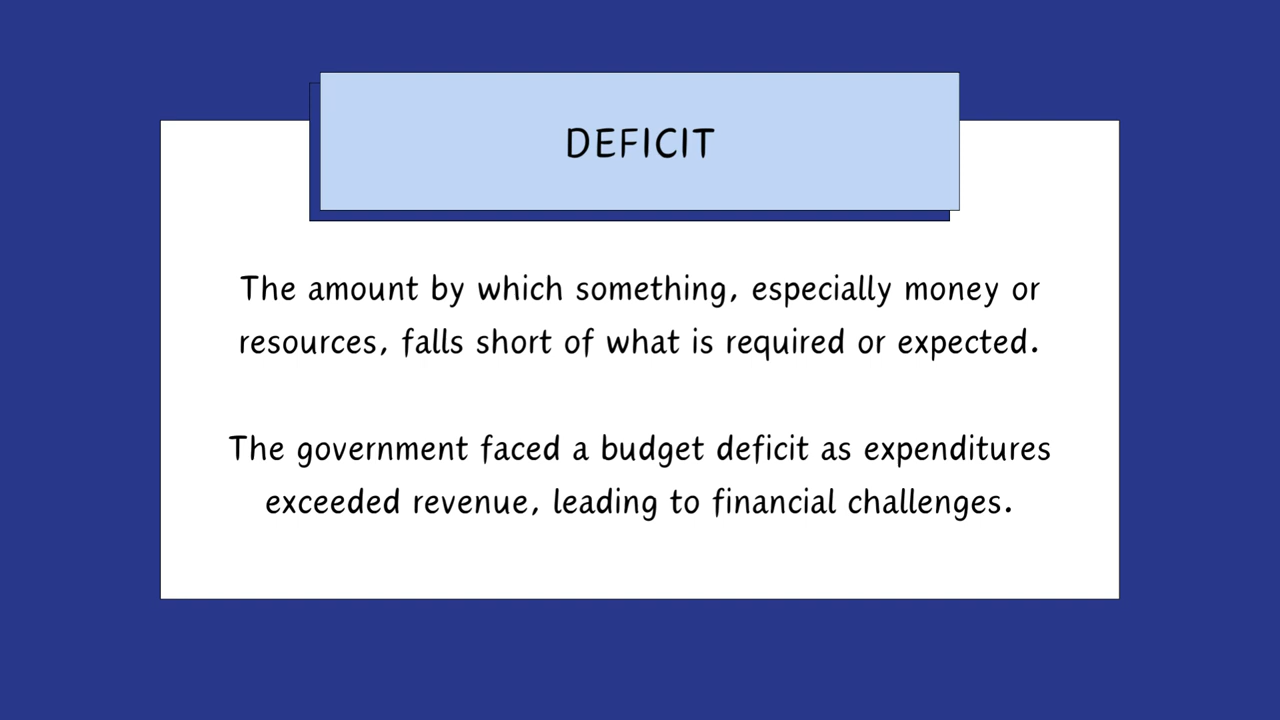 DEFICIT
The amount by which something, especially money or
resources, falls short of what is required or expected.
The government faced a budget deficit as expenditures
exceeded revenue, leading to financial challenges.